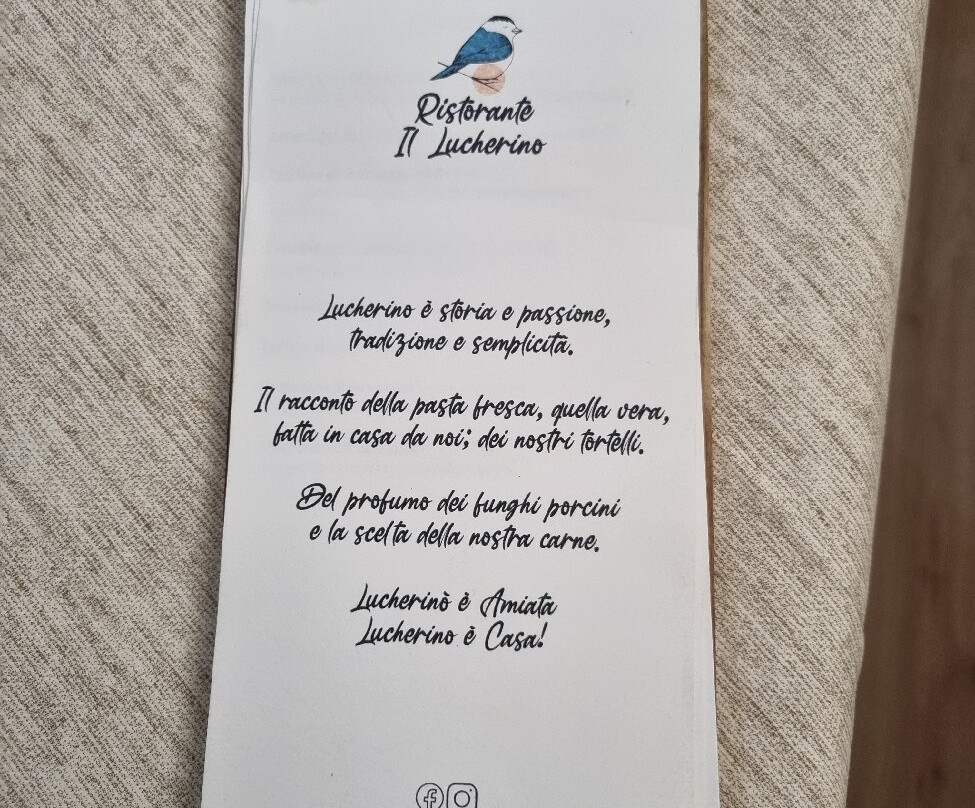 Ristorante
Il Lucherino
Lucherino è storia e passione,
tradizione e semplicità.
Il racconto della pasta fresca, quella vera,
fatta in casa da noi; dei nostri tortelli.
Del profumo dei funghi porcini
e la scelta della nostra carne.
Lucherinò è Amiata
Lucherino è Casa!